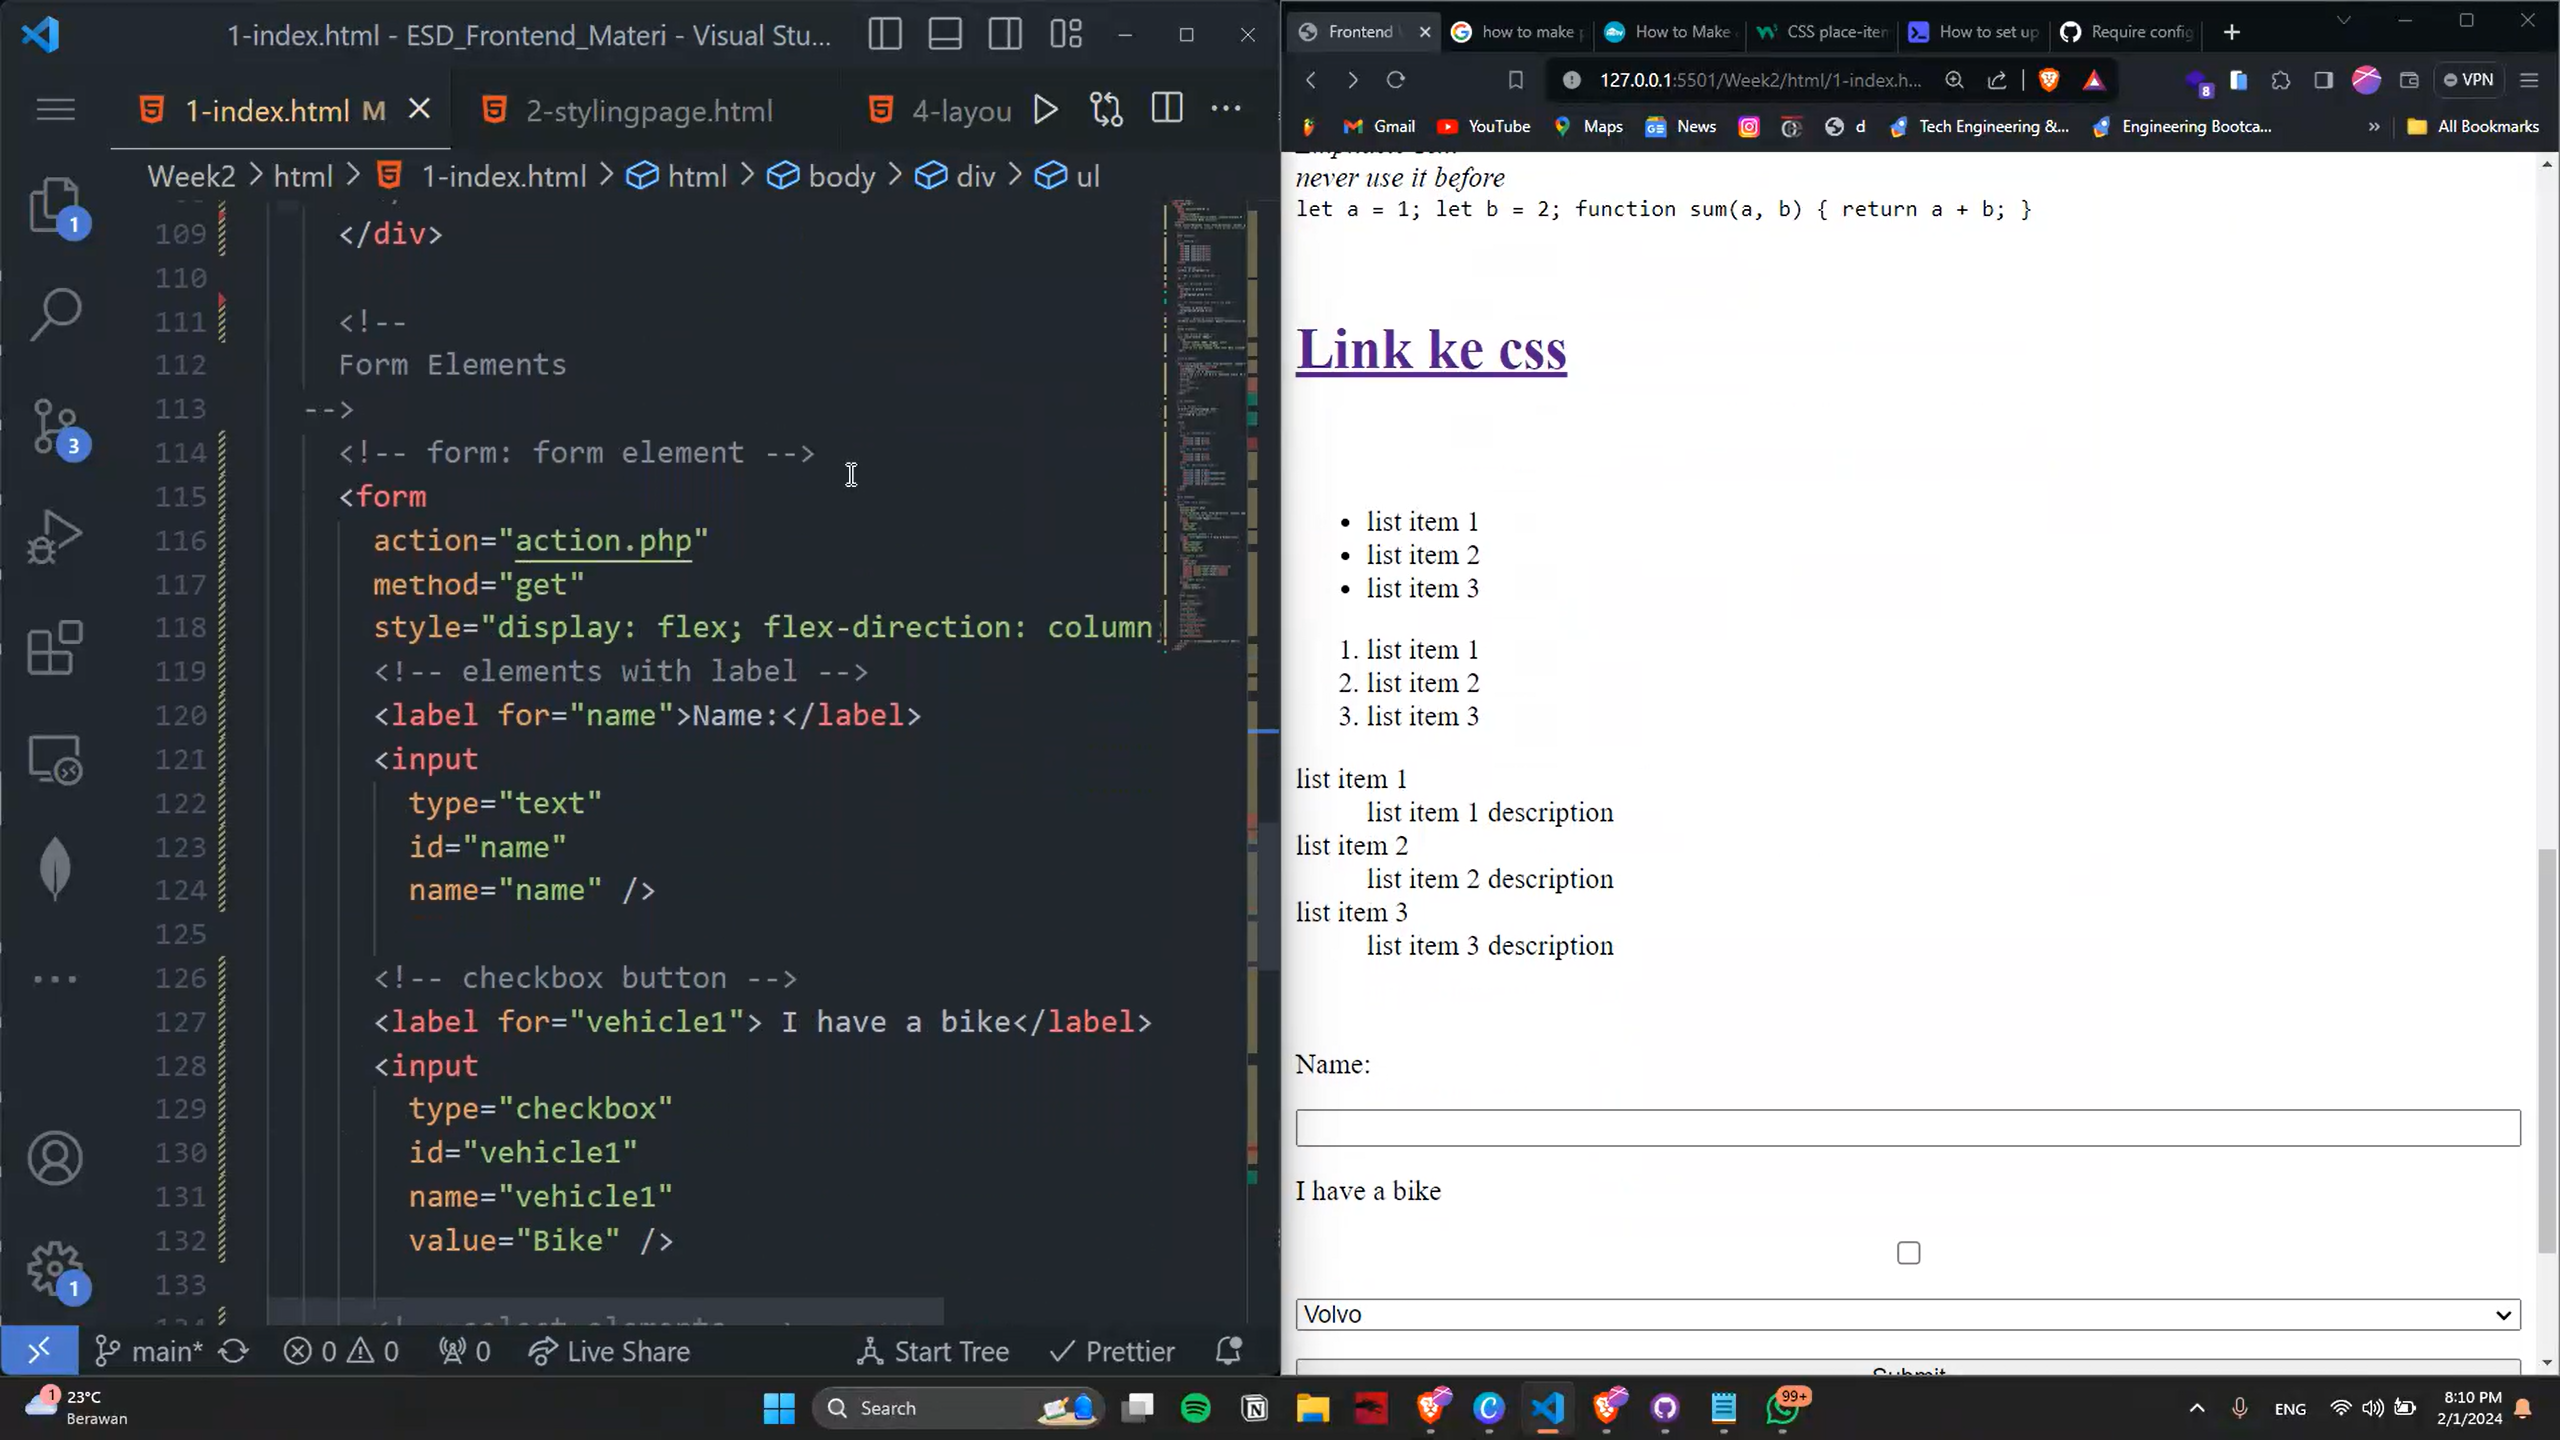 1-index.html - ESD_Frontend_Materi - Visual Stu...
1-index.html M
2-stylingpage.html
4-layou
Week2 > html > 1-index.html > html > body > div > ul
109 </div>
110
111 <!--
112 Form Elements
113 -->
114 <!-- form: form element -->
115 <form
116 action="action.php"
117 method="get"
118 style="display: flex; flex-direction: column;
119 <!-- elements with label -->
120 <label for="name">Name:</label>
121 <input
122 type="text"
123 id="name"
124 name="name" />
125
126 <!-- checkbox button -->
127 <label for="vehicle1"> I have a bike</label>
128 <input
129 type="checkbox"
130 id="vehicle1"
131 name="vehicle1"
132 value="Bike" />
133
1
3
1
main* 0 0 0 Live Share Start Tree Prettier
Frontend
how to make p
How to Make
CSS place-item
How to set up
Require config
127.0.0.1:5501/Week2/html/1-index.h...
8
VPN
Gmail YouTube Maps News d Tech Engineering &... Engineering Bootca... » All Bookmarks
never use it before
let a = 1; let b = 2; function sum(a, b) { return a + b; }
Link ke css
• list item 1
• list item 2
• list item 3
1. list item 1
2. list item 2
3. list item 3
list item 1
list item 1 description
list item 2
list item 2 description
list item 3
list item 3 description
Name:
I have a bike
Volvo
Submit
1
23°C
Berawan
Search
99+
ENG
8:10 PM
2/1/2024